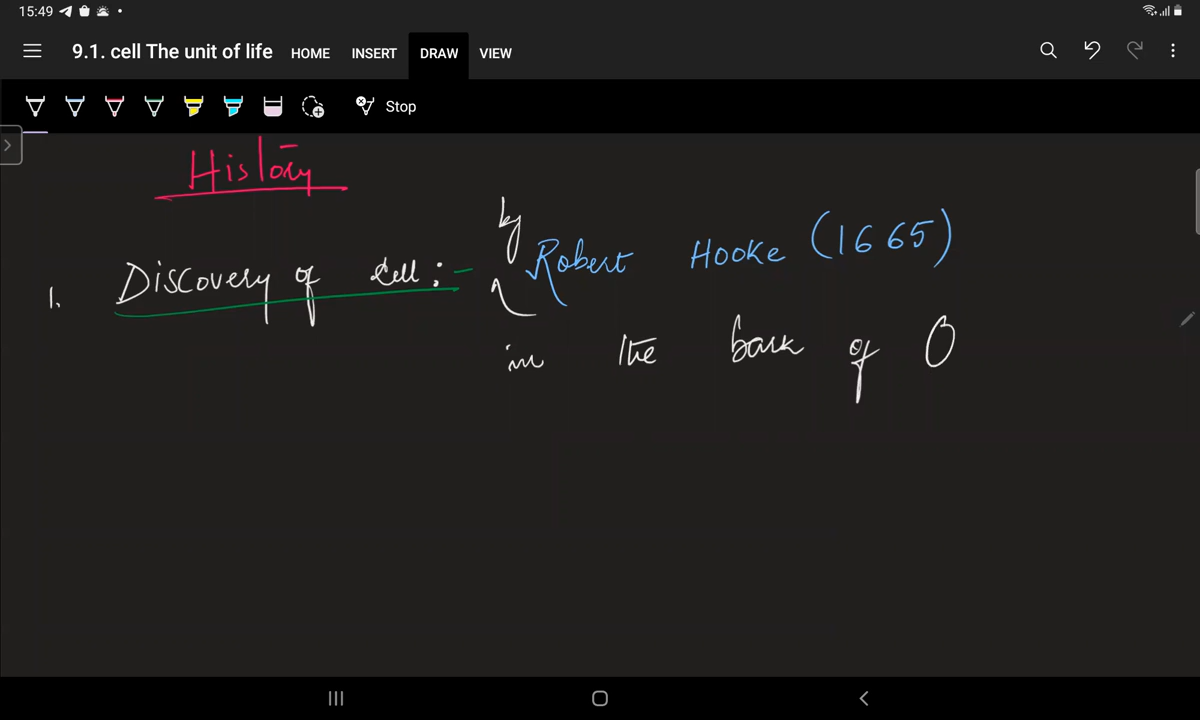 15:49
9.1. cell The unit of life HOME INSERT DRAW VIEW
Stop
History
1. Discovery of Cell :- by Robert Hooke (1665)
in the bark of O